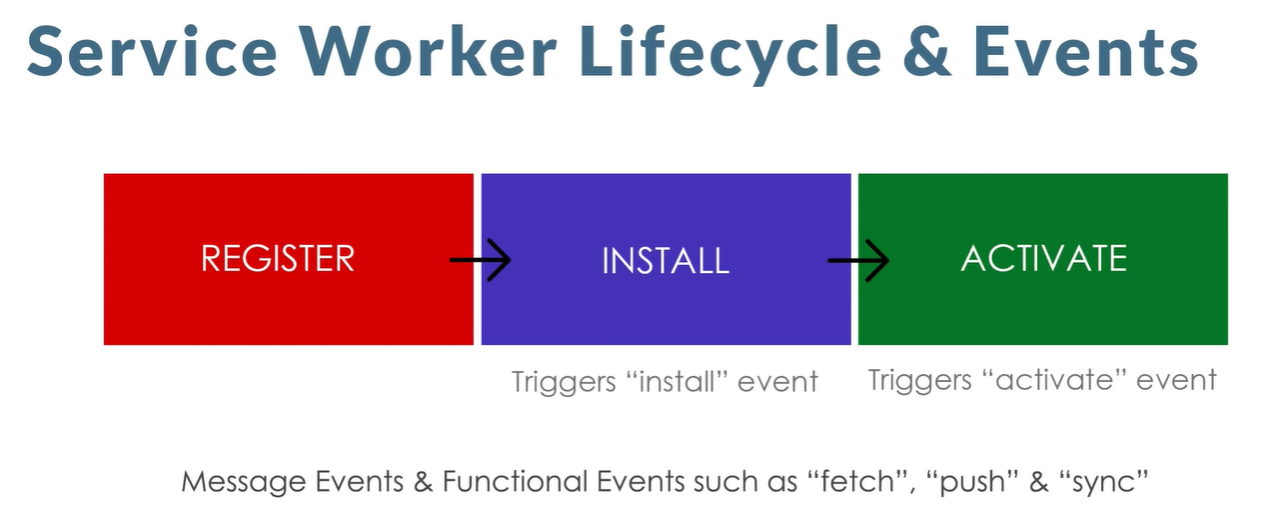 Service Worker Lifecycle & Events
REGISTER
INSTALL
ACTIVATE
Triggers “install” event
Triggers “activate” event
Message Events & Functional Events such as “fetch”, “push” & “sync”